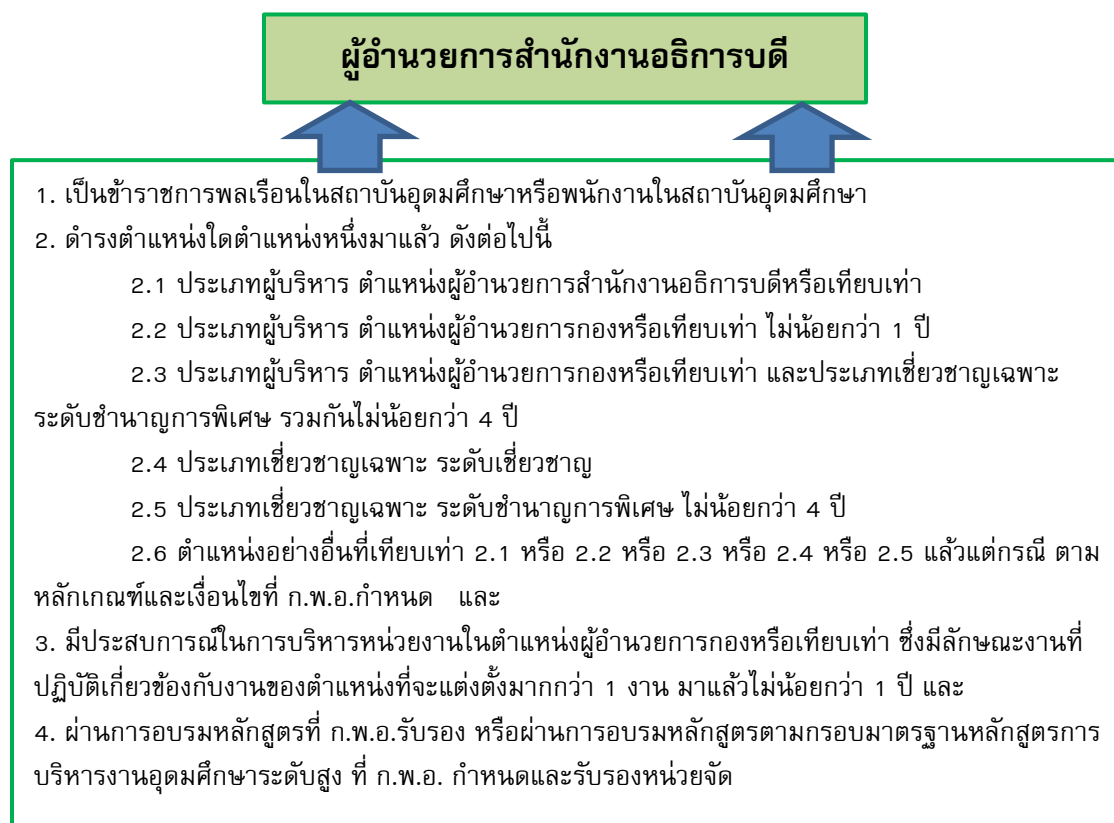 ผู้อำนวยการสำนักงานอธิการบดี
1. เป็นข้าราชการพลเรือนในสถาบันอุดมศึกษาหรือพนักงานในสถาบันอุดมศึกษา
2. ดำรงตำแหน่งใดตำแหน่งหนึ่งมาแล้ว ดังต่อไปนี้
2.1 ประเภทผู้บริหาร ตำแหน่งผู้อำนวยการสำนักงานอธิการบดีหรือเทียบเท่า
2.2 ประเภทผู้บริหาร ตำแหน่งผู้อำนวยการกองหรือเทียบเท่า ไม่น้อยกว่า 1 ปี
2.3 ประเภทผู้บริหาร ตำแหน่งผู้อำนวยการกองหรือเทียบเท่า และประเภทเชี่ยวชาญเฉพาะ
ระดับชำนาญการพิเศษ รวมกันไม่น้อยกว่า 4 ปี
2.4 ประเภทเชี่ยวชาญเฉพาะ ระดับเชี่ยวชาญ
2.5 ประเภทเชี่ยวชาญเฉพาะ ระดับชำนาญการพิเศษ ไม่น้อยกว่า 4 ปี
2.6 ตำแหน่งอย่างอื่นที่เทียบเท่า 2.1 หรือ 2.2 หรือ 2.3 หรือ 2.4 หรือ 2.5 แล้วแต่กรณี ตาม
หลักเกณฑ์และเงื่อนไขที่ ก.พ.อ.กำหนด และ
3. มีประสบการณ์ในการบริหารหน่วยงานในตำแหน่งผู้อำนวยการกองหรือเทียบเท่า ซึ่งมีลักษณะงานที่
ปฏิบัติเกี่ยวข้องกับงานของตำแหน่งที่จะแต่งตั้งมากกว่า 1 งาน มาแล้วไม่น้อยกว่า 1 ปี และ
4. ผ่านการอบรมหลักสูตรที่ ก.พ.อ.รับรอง หรือผ่านการอบรมหลักสูตรตามกรอบมาตรฐานหลักสูตรการ
บริหารงานอุดมศึกษาระดับสูง ที่ ก.พ.อ. กำหนดและรับรองหน่วยจัด